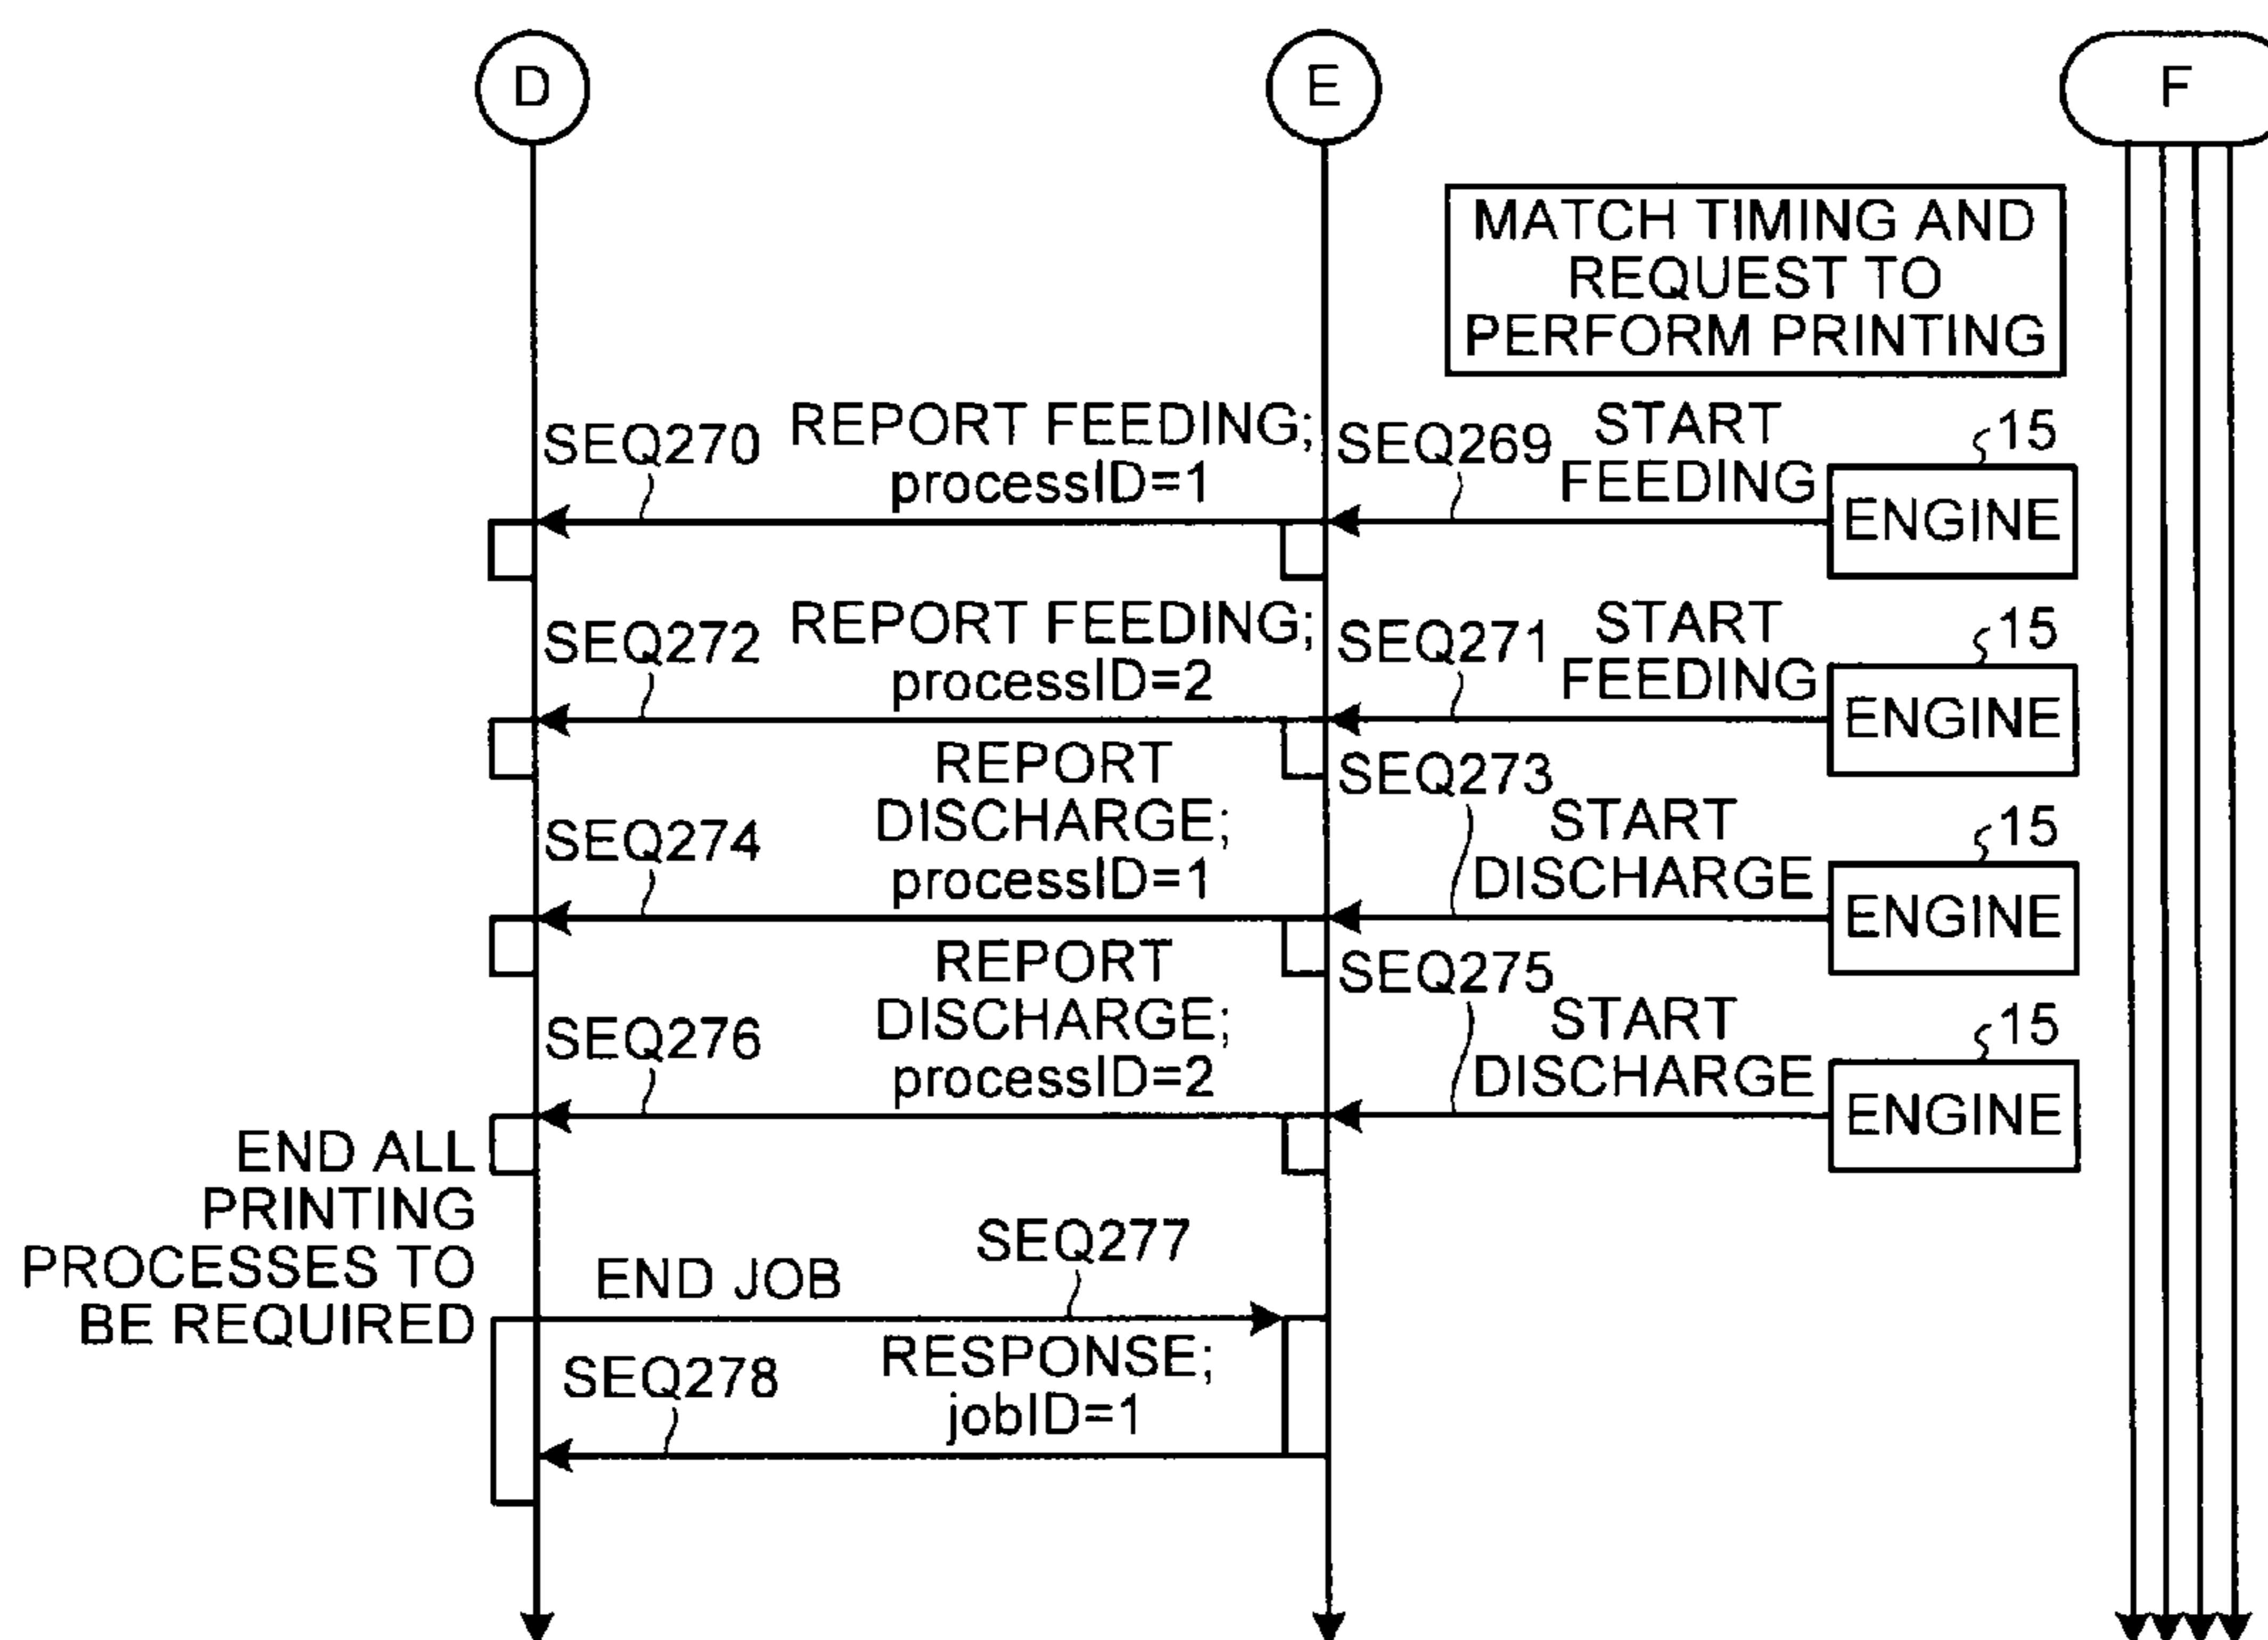 D
E
F
MATCH TIMING AND
REQUEST TO
PERFORM PRINTING
SEQ270
REPORT FEEDING;
processID=1
SEQ269
START
FEEDING
15
ENGINE
SEQ272
REPORT FEEDING;
processID=2
SEQ271
START
FEEDING
15
ENGINE
SEQ274
REPORT
DISCHARGE;
processID=1
SEQ273
START
DISCHARGE
15
ENGINE
SEQ276
REPORT
DISCHARGE;
processID=2
SEQ275
START
DISCHARGE
15
ENGINE
END ALL
PRINTING
PROCESSES TO
BE REQUIRED
END JOB
SEQ277
SEQ278
RESPONSE;
jobID=1